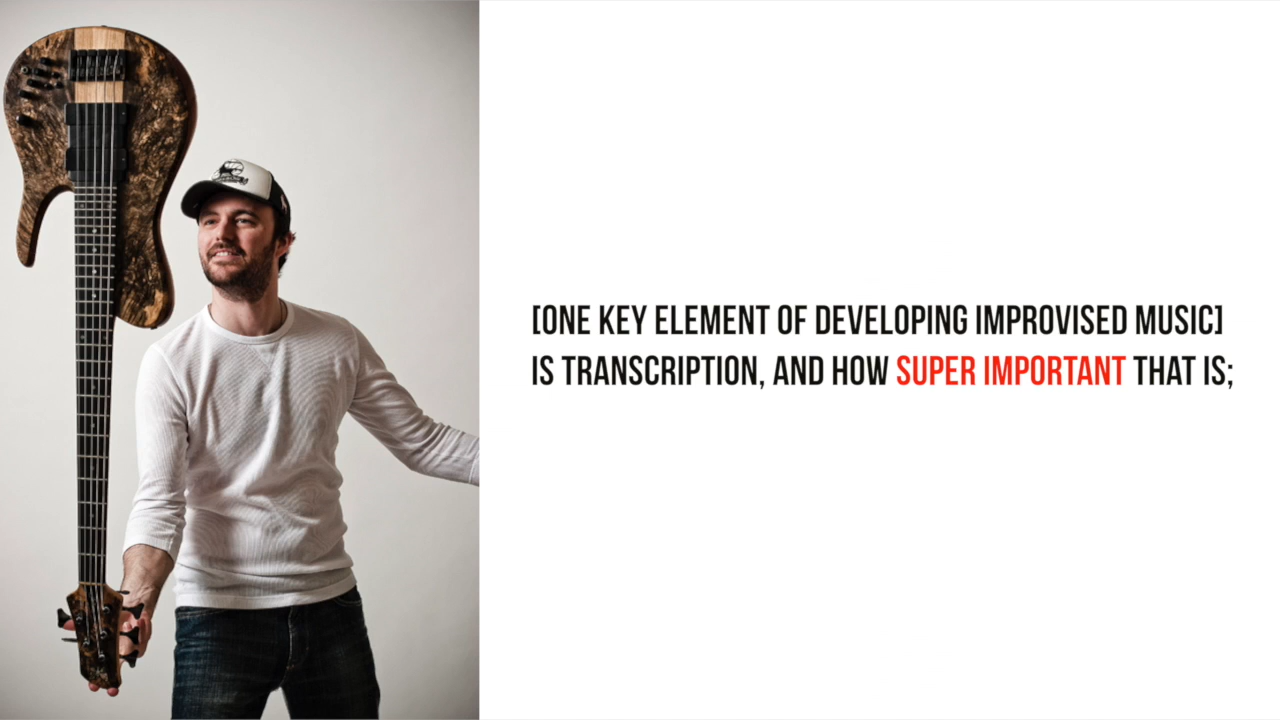 [ONE KEY ELEMENT OF DEVELOPING IMPROVISED MUSIC]
IS TRANSCRIPTION, AND HOW SUPER IMPORTANT THAT IS;